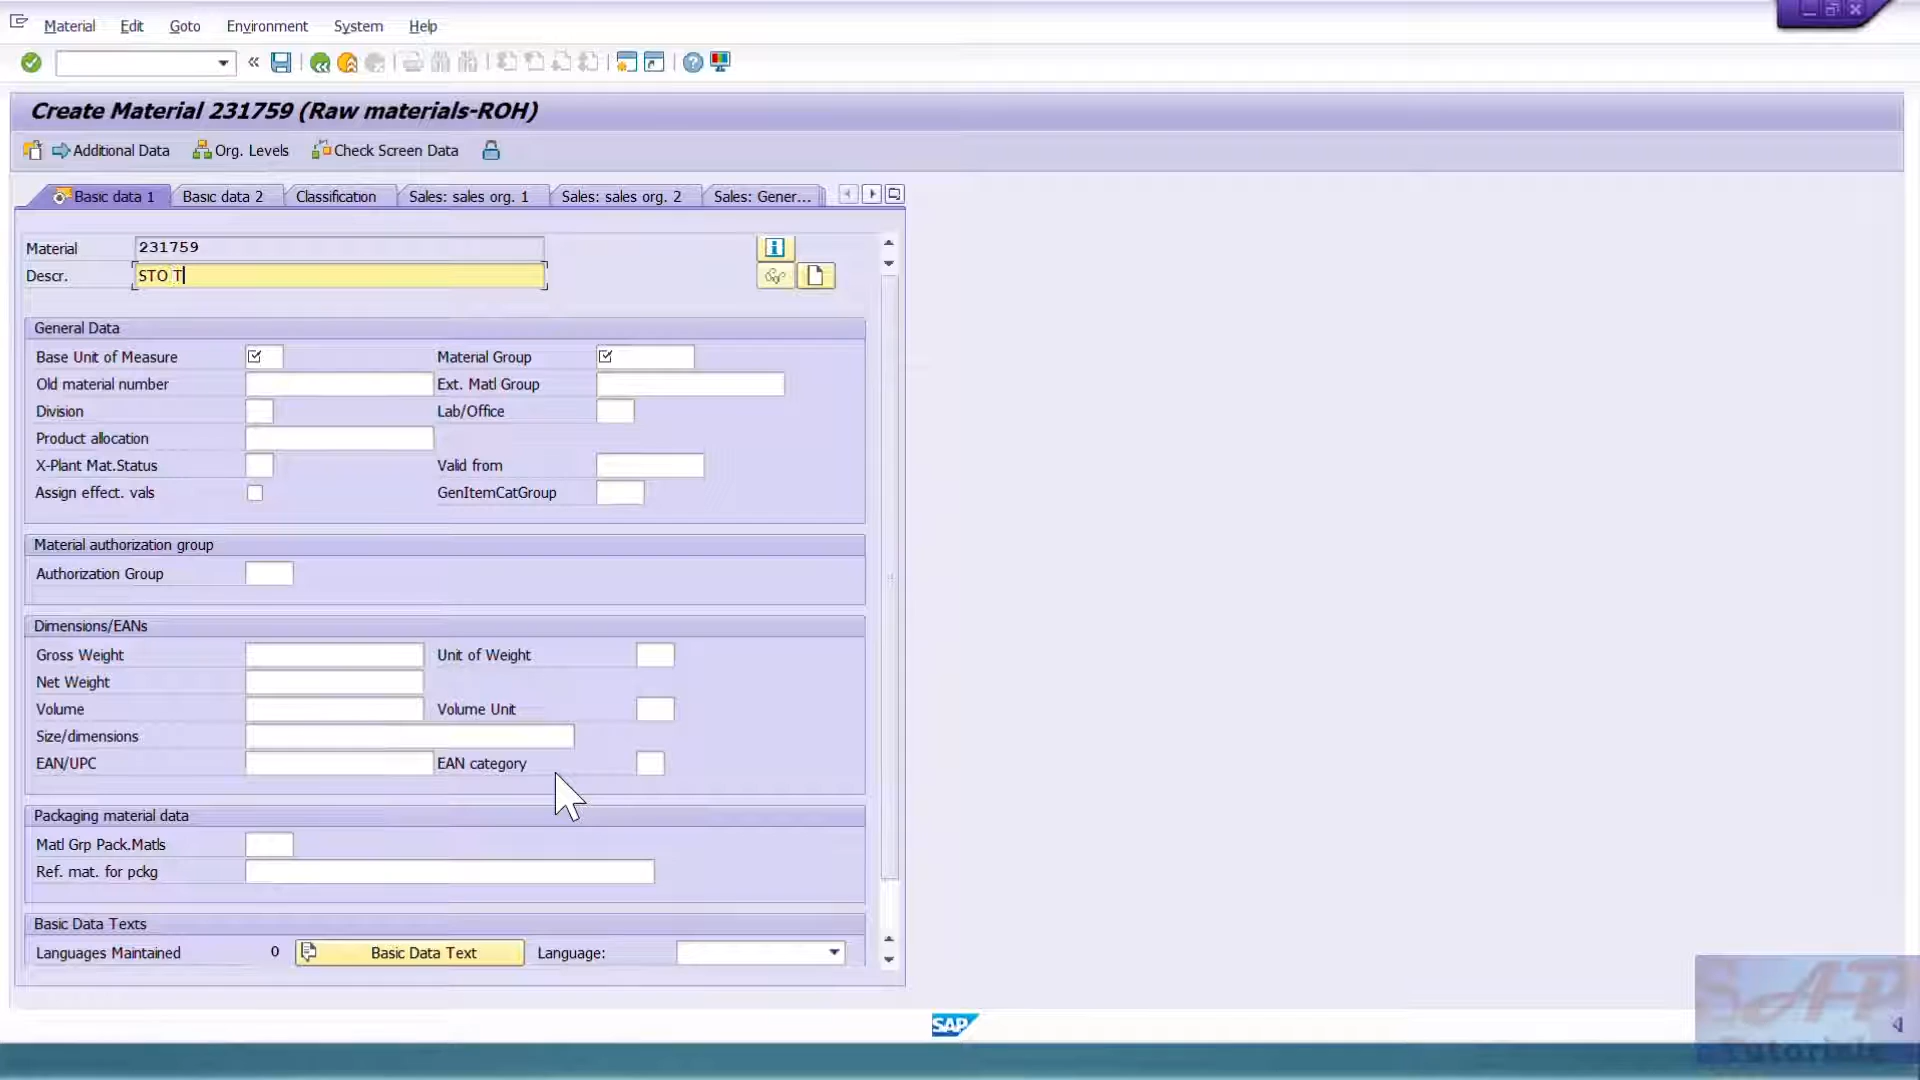 Material Edit Goto Environment System Help
Create Material 231759 (Raw materials-ROH)
Additional Data Org. Levels Check Screen Data
Basic data 1 Basic data 2 Classification Sales: sales org. 1 Sales: sales org. 2 Sales: Gener...
Material 231759
Descr. STO T
General Data
Base Unit of Measure Material Group
Old material number Ext. Matl Group
Division Lab/Office
Product allocation
X-Plant Mat.Status Valid from
Assign effect. vals GenItemCatGroup
Material authorization group
Authorization Group
Dimensions/EANs
Gross Weight Unit of Weight
Net Weight
Volume Volume Unit
Size/dimensions
EAN/UPC EAN category
Packaging material data
Matl Grp Pack.Matls
Ref. mat. for pckg
Basic Data Texts
Languages Maintained 0 Basic Data Text Language:
SAP
SAP
Tutorials